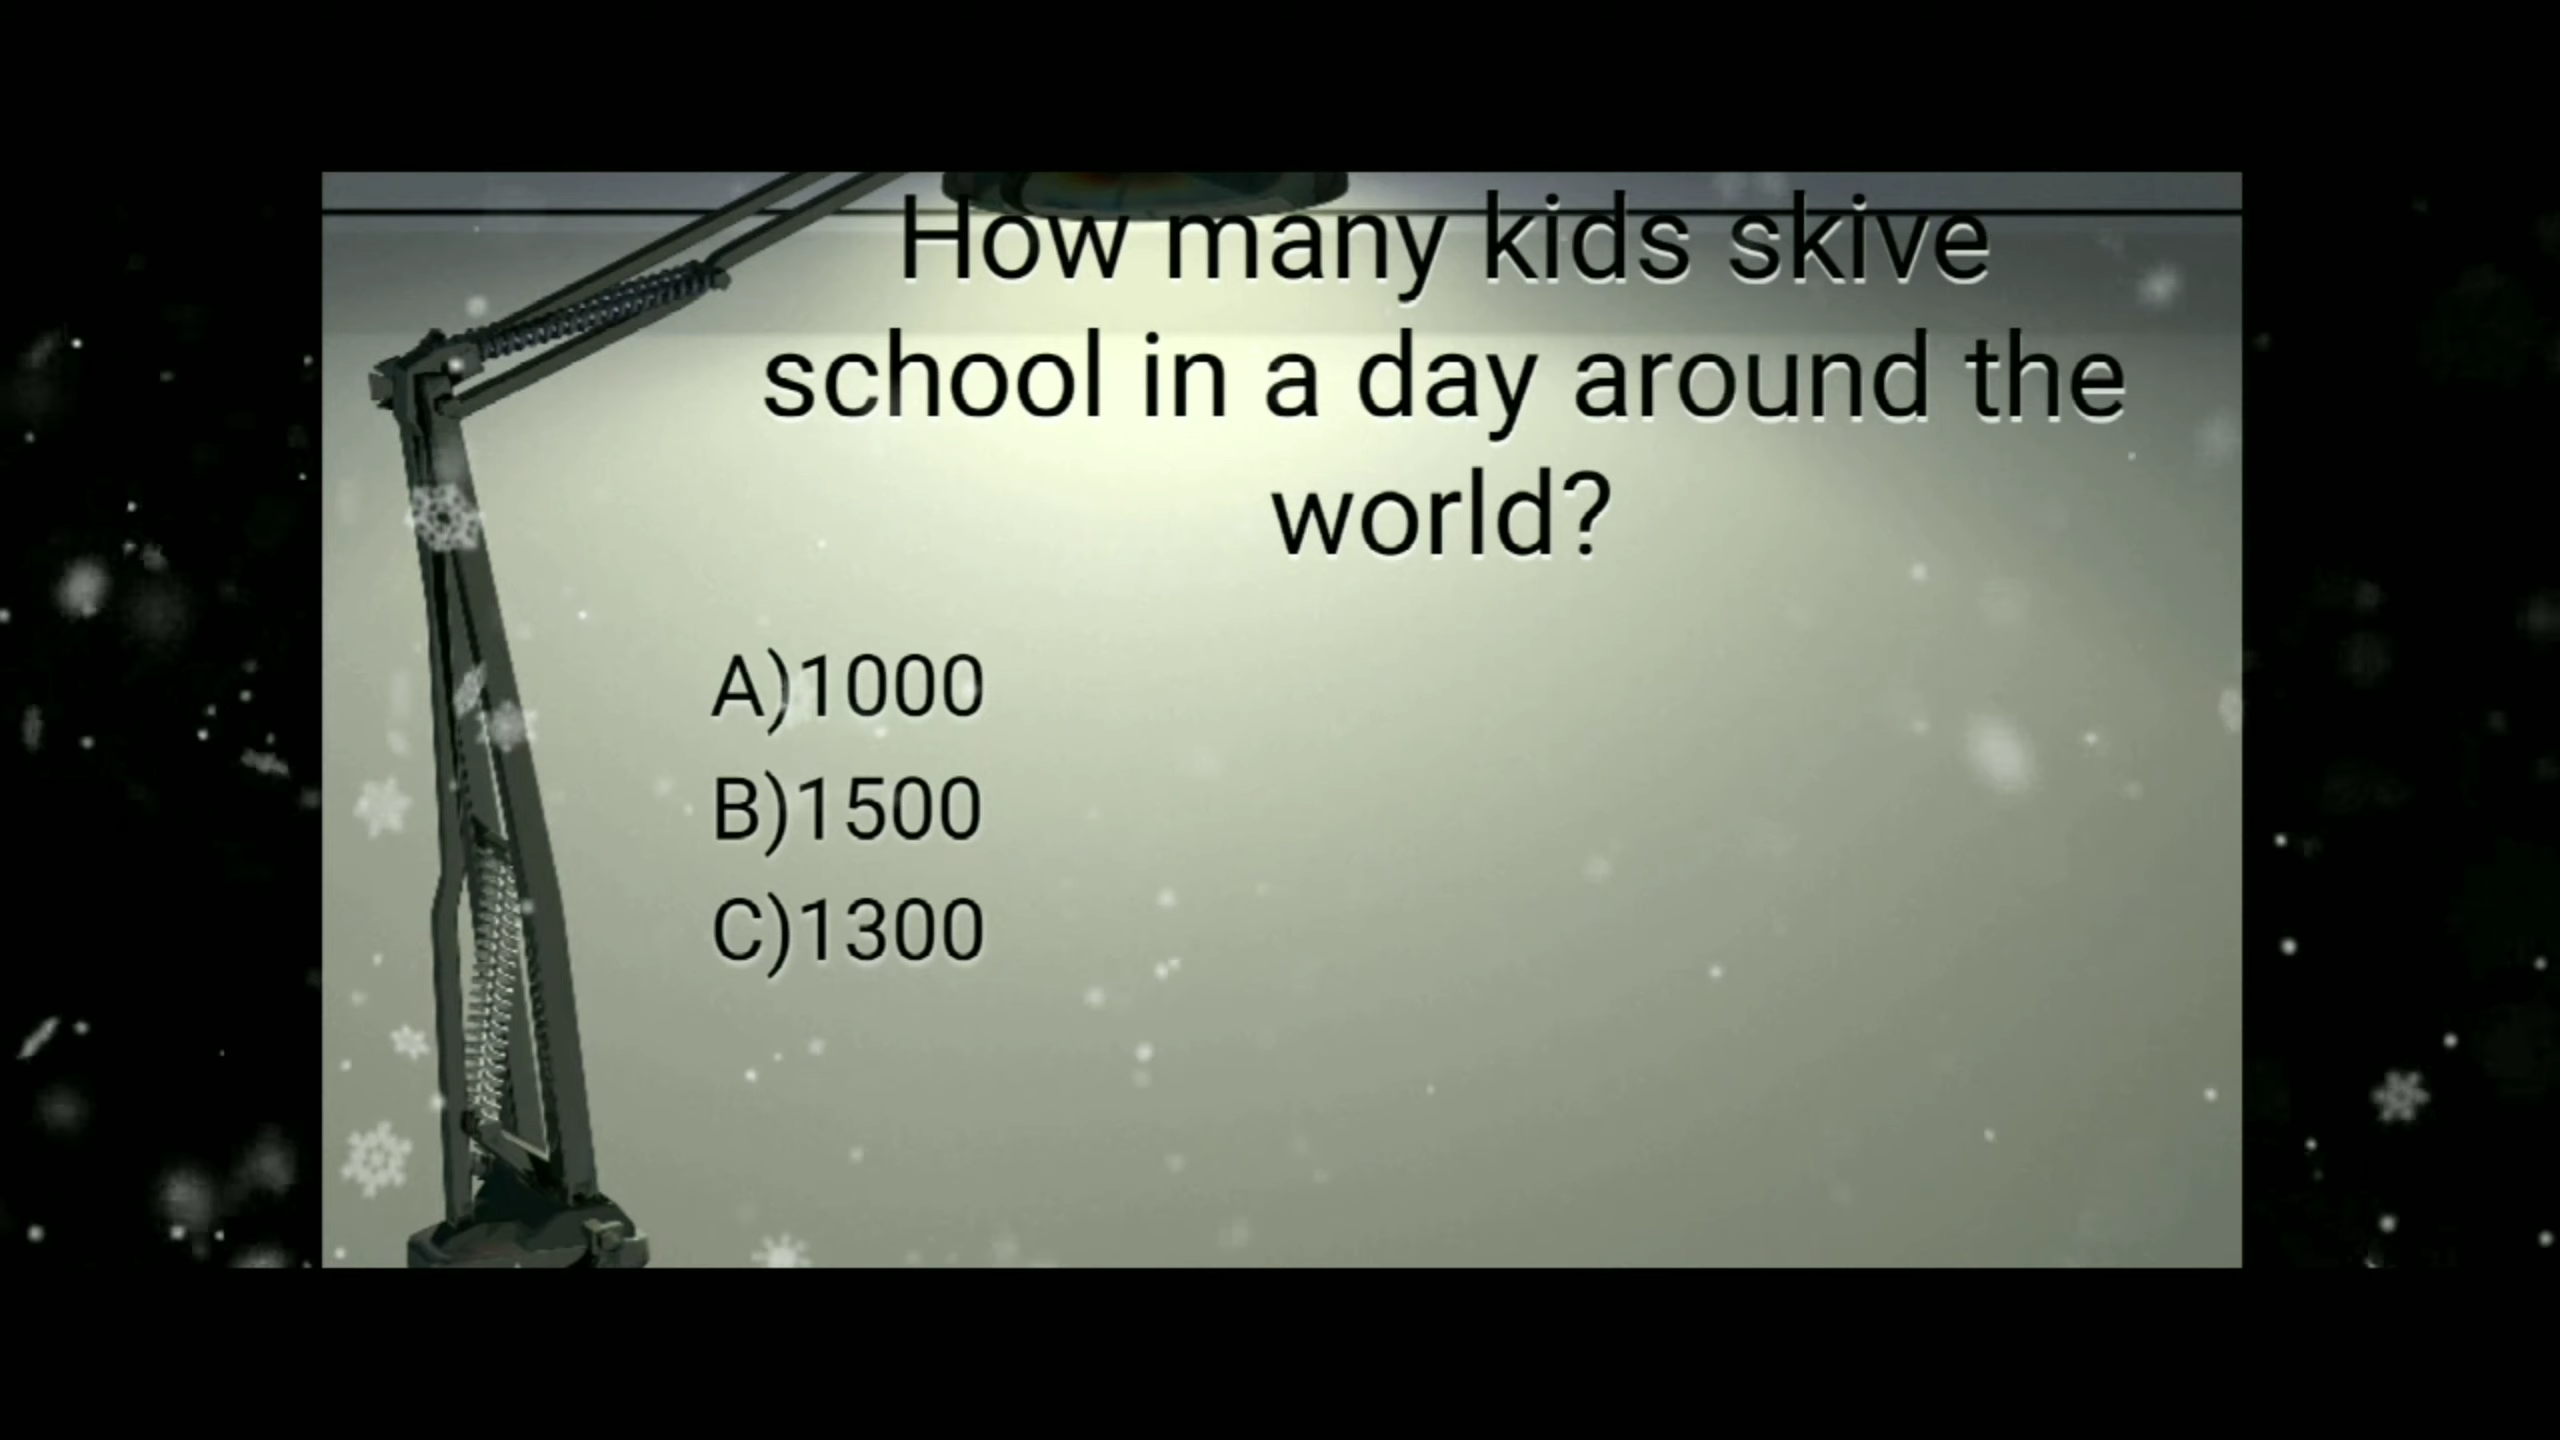 How many kids skive
school in a day around the
world?
A)1000
B)1500
C)1300